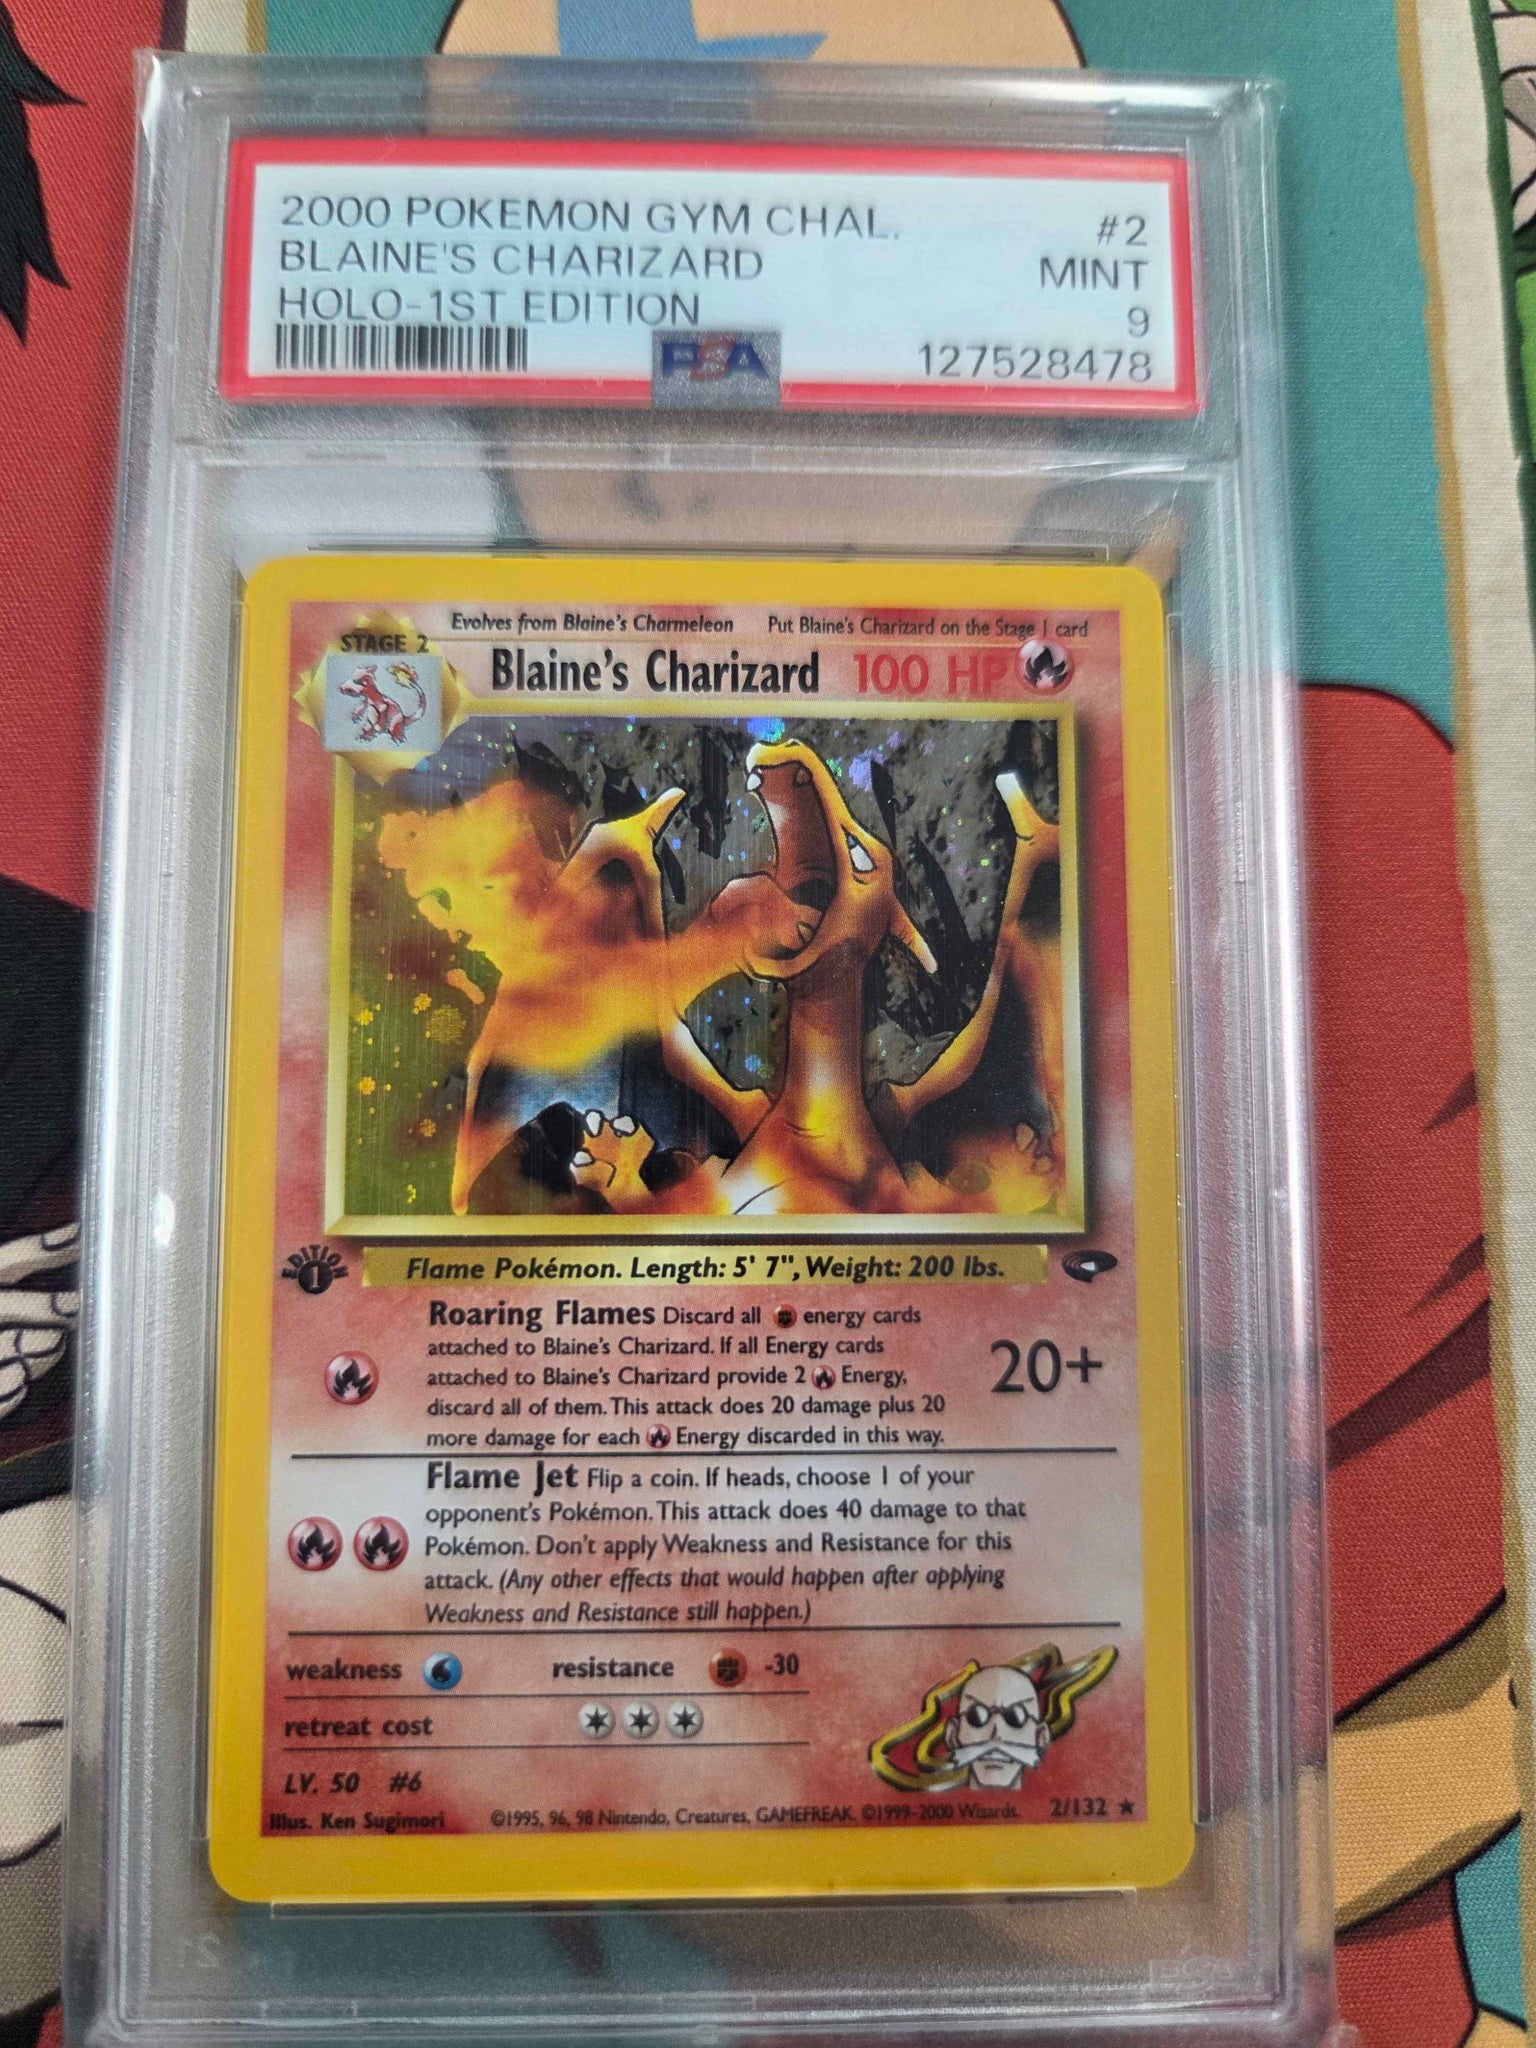 2000 POKEMON GYM CHAL. #2
BLAINE'S CHARIZARD MINT
HOLO-1ST EDITION 9
PSA 127528478
Evolves from Blaine's Charmeleon Put Blaine's Charizard on the Stage 1 card
STAGE 2
Blaine's Charizard 100 HP
EDITION
1
Flame Pokémon. Length: 5' 7", Weight: 200 lbs.
Roaring Flames Discard all energy cards
attached to Blaine's Charizard. If all Energy cards
attached to Blaine's Charizard provide 2 Energy,
discard all of them. This attack does 20 damage plus 20
more damage for each Energy discarded in this way.
20+
Flame Jet Flip a coin. If heads, choose 1 of your
opponent's Pokémon. This attack does 40 damage to that
Pokémon. Don't apply Weakness and Resistance for this
attack. (Any other effects that would happen after applying
Weakness and Resistance still happen.)
weakness resistance -30
retreat cost
LV. 50 #6
Illus. Ken Sugimori ©1995, 96, 98 Nintendo, Creatures, GAMEFREAK. ©1999-2000 Wizards. 2/132 ★